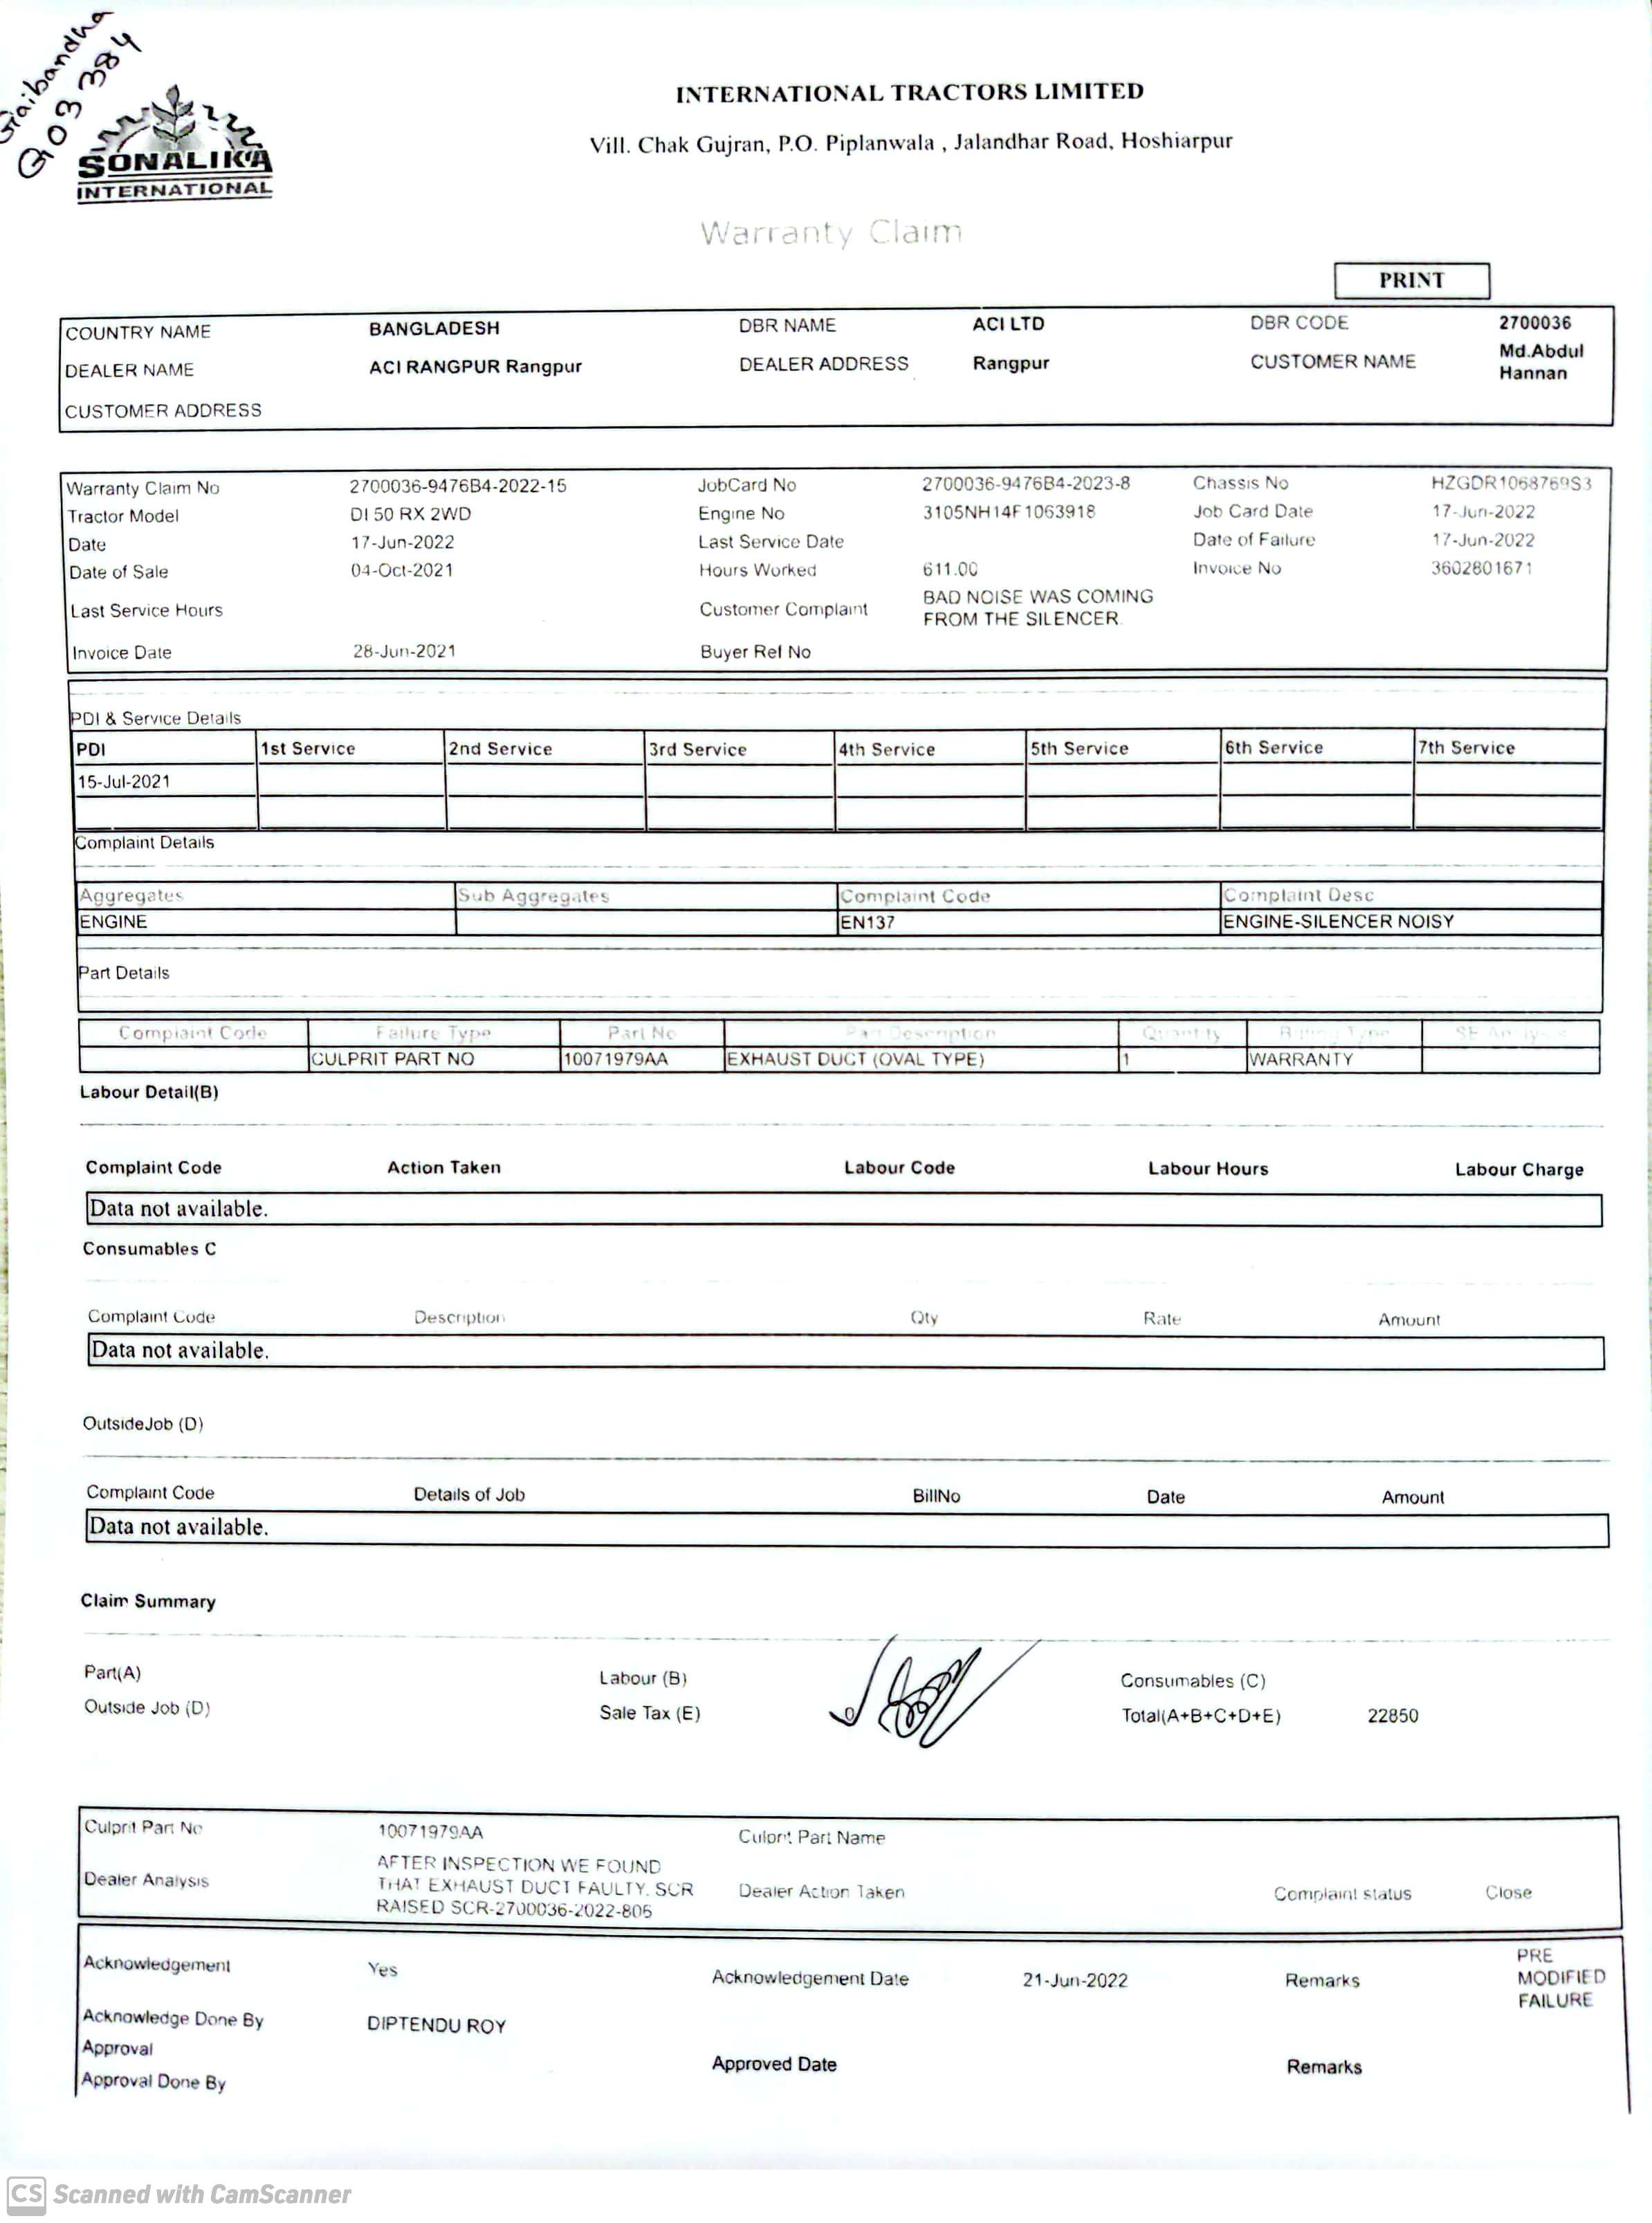 Gaibandha
G03384
SONALIKA
INTERNATIONAL
INTERNATIONAL TRACTORS LIMITED
Vill. Chak Gujran, P.O. Piplanwala , Jalandhar Road, Hoshiarpur
Warranty Claim
PRINT
COUNTRY NAME BANGLADESH DBR NAME ACI LTD DBR CODE 2700036
DEALER NAME ACI RANGPUR Rangpur DEALER ADDRESS Rangpur CUSTOMER NAME Md.Abdul Hannan
CUSTOMER ADDRESS
Warranty Claim No 2700036-9476B4-2022-15 JobCard No 2700036-9476B4-2023-8 Chassis No HZGDR1068769S3
Tractor Model DI 50 RX 2WD Engine No 3105NH14F1063918 Job Card Date 17-Jun-2022
Date 17-Jun-2022 Last Service Date Date of Failure 17-Jun-2022
Date of Sale 04-Oct-2021 Hours Worked 611.00 Invoice No 3602801671
Last Service Hours Customer Complaint BAD NOISE WAS COMING FROM THE SILENCER.
Invoice Date 28-Jun-2021 Buyer Ref No
PDI & Service Details
PDI 1st Service 2nd Service 3rd Service 4th Service 5th Service 6th Service 7th Service
15-Jul-2021
Complaint Details
Aggregates Sub Aggregates Complaint Code Complaint Desc
ENGINE EN137 ENGINE-SILENCER NOISY
Part Details
Complaint Code Failure Type Part No Part Description Quantity Billing Type
CULPRIT PART NO 10071979AA EXHAUST DUCT (OVAL TYPE) 1 WARRANTY
Labour Detail(B)
Complaint Code Action Taken Labour Code Labour Hours Labour Charge
Data not available.
Consumables C
Complaint Code Description Qty Rate Amount
Data not available.
OutsideJob (D)
Complaint Code Details of Job BillNo Date Amount
Data not available.
Claim Summary
Part(A) Labour (B) Consumables (C)
Outside Job (D) Sale Tax (E) Total(A+B+C+D+E) 22850
Culprit Part No 10071979AA Culprit Part Name
Dealer Analysis AFTER INSPECTION WE FOUND THAT EXHAUST DUCT FAULTY. SCR RAISED SCR-2700036-2022-806 Dealer Action Taken Complaint status Close
Acknowledgement Yes Acknowledgement Date 21-Jun-2022 Remarks PRE MODIFIED FAILURE
Acknowledge Done By DIPTENDU ROY
Approval Approved Date Remarks
Approval Done By
CS Scanned with CamScanner